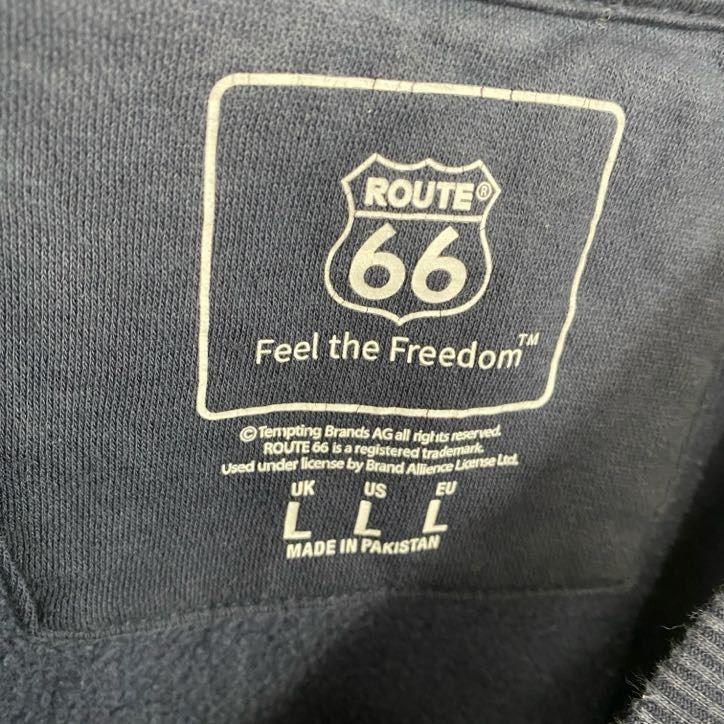 ROUTE®
66
Feel the Freedom™
© Tempting Brands AG all rights reserved.
ROUTE 66 is a registered trademark.
Used under license by Brand Allience License Ltd.
UK US EU
L L L
MADE IN PAKISTAN